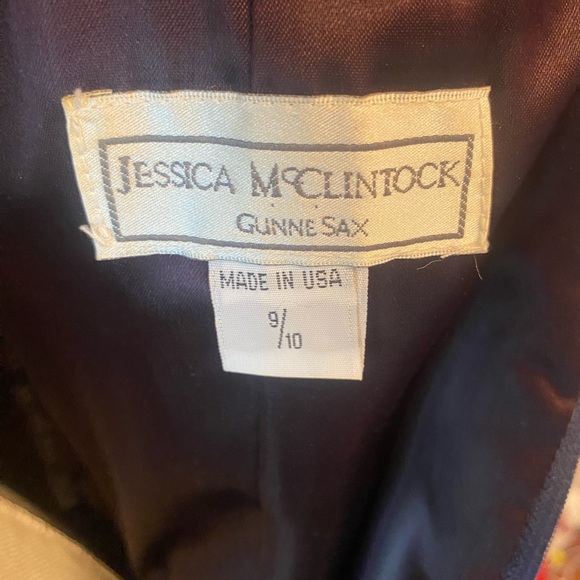 JESSICA McCLINTOCK
GUNNE SAX
MADE IN USA
9/10